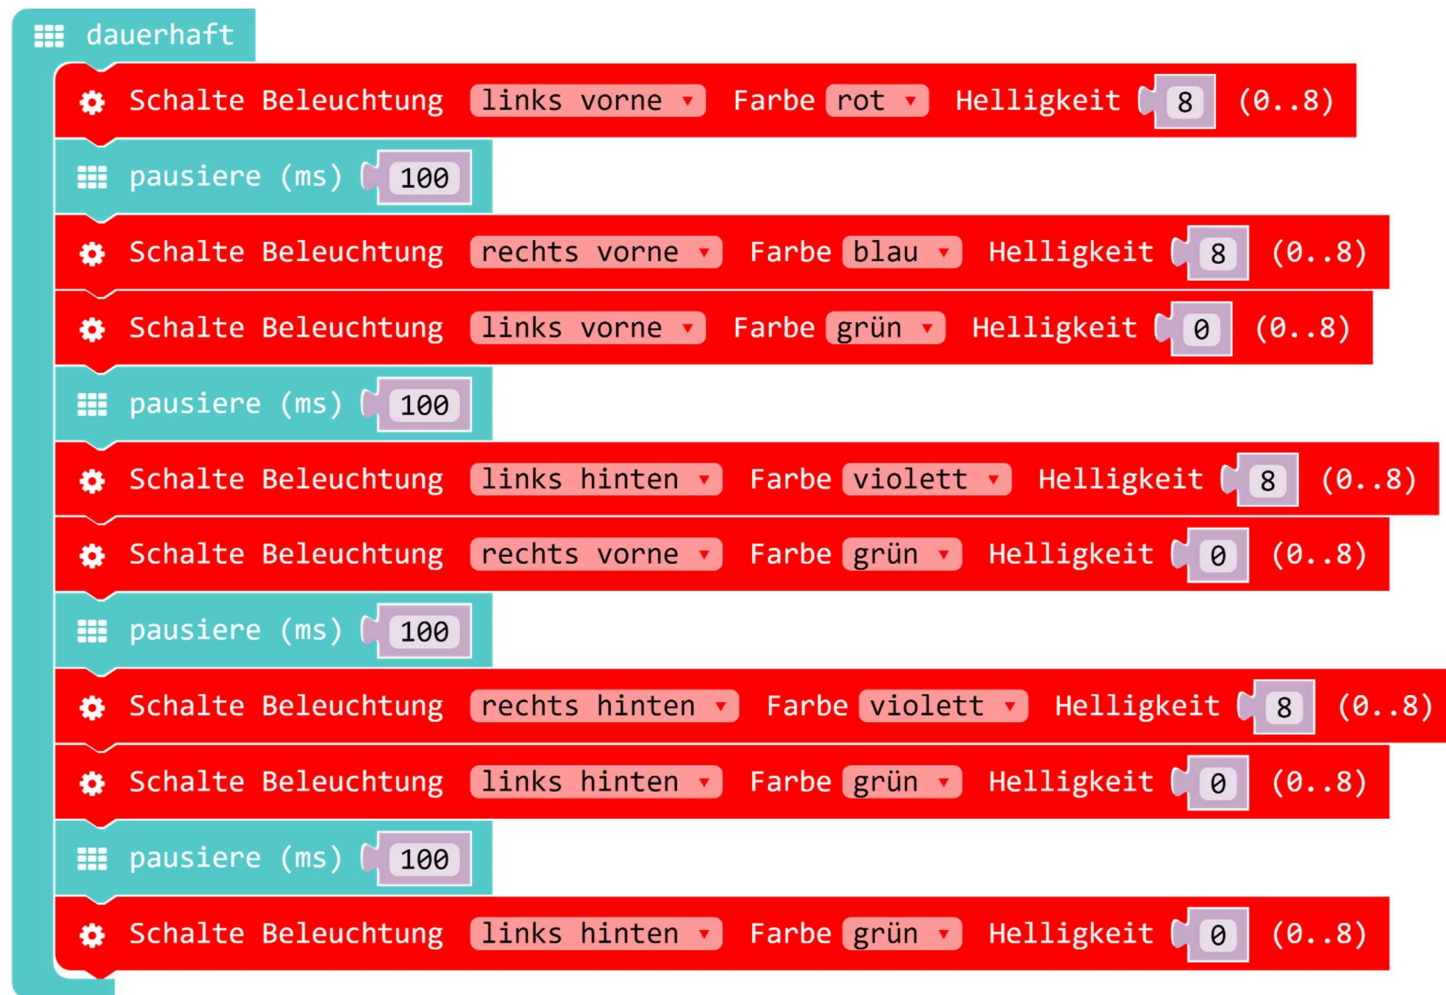 dauerhaft
Schalte Beleuchtung links vorne Farbe rot Helligkeit 8 (0..8)
pausiere (ms) 100
Schalte Beleuchtung rechts vorne Farbe blau Helligkeit 8 (0..8)
Schalte Beleuchtung links vorne Farbe grün Helligkeit 0 (0..8)
pausiere (ms) 100
Schalte Beleuchtung links hinten Farbe violett Helligkeit 8 (0..8)
Schalte Beleuchtung rechts vorne Farbe grün Helligkeit 0 (0..8)
pausiere (ms) 100
Schalte Beleuchtung rechts hinten Farbe violett Helligkeit 8 (0..8)
Schalte Beleuchtung links hinten Farbe grün Helligkeit 0 (0..8)
pausiere (ms) 100
Schalte Beleuchtung links hinten Farbe grün Helligkeit 0 (0..8)